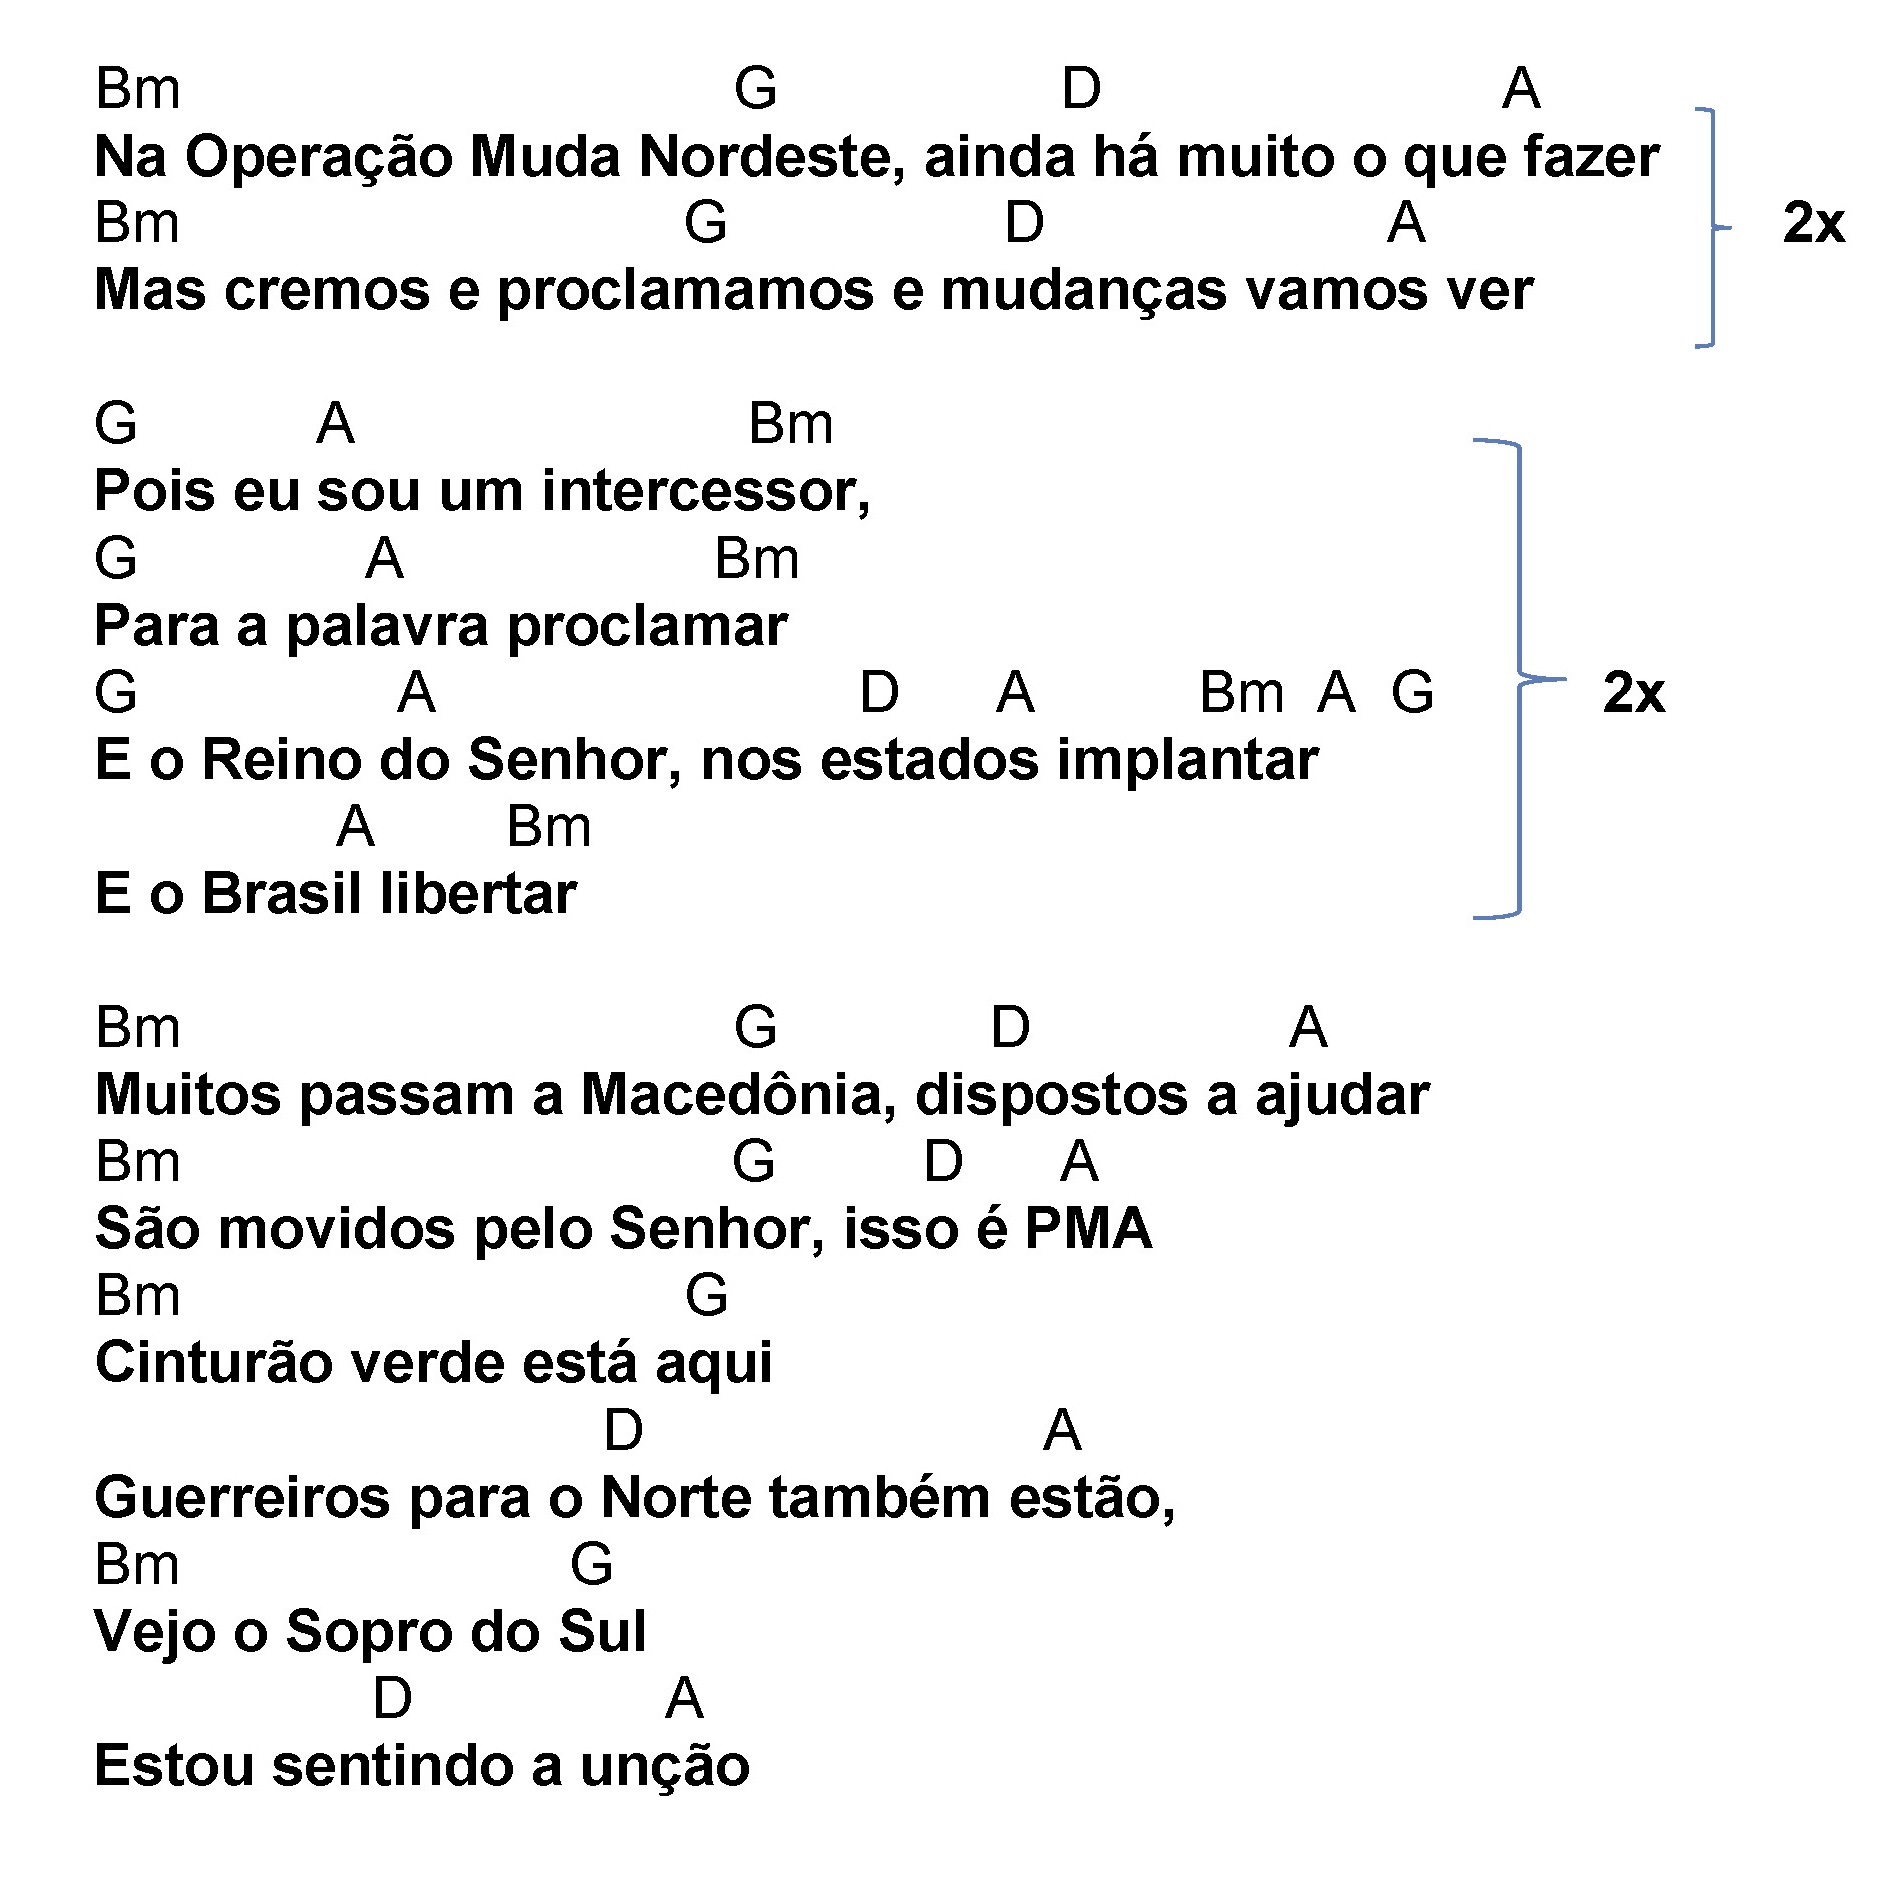 Bm G D A
Na Operação Muda Nordeste, ainda há muito o que fazer
Bm G D A 2x
Mas cremos e proclamamos e mudanças vamos ver
G A Bm
Pois eu sou um intercessor,
G A Bm
Para a palavra proclamar
G A D A Bm A G 2x
E o Reino do Senhor, nos estados implantar
A Bm
E o Brasil libertar
Bm G D A
Muitos passam a Macedônia, dispostos a ajudar
Bm G D A
São movidos pelo Senhor, isso é PMA
Bm G
Cinturão verde está aqui
D A
Guerreiros para o Norte também estão,
Bm G
Vejo o Sopro do Sul
D A
Estou sentindo a unção